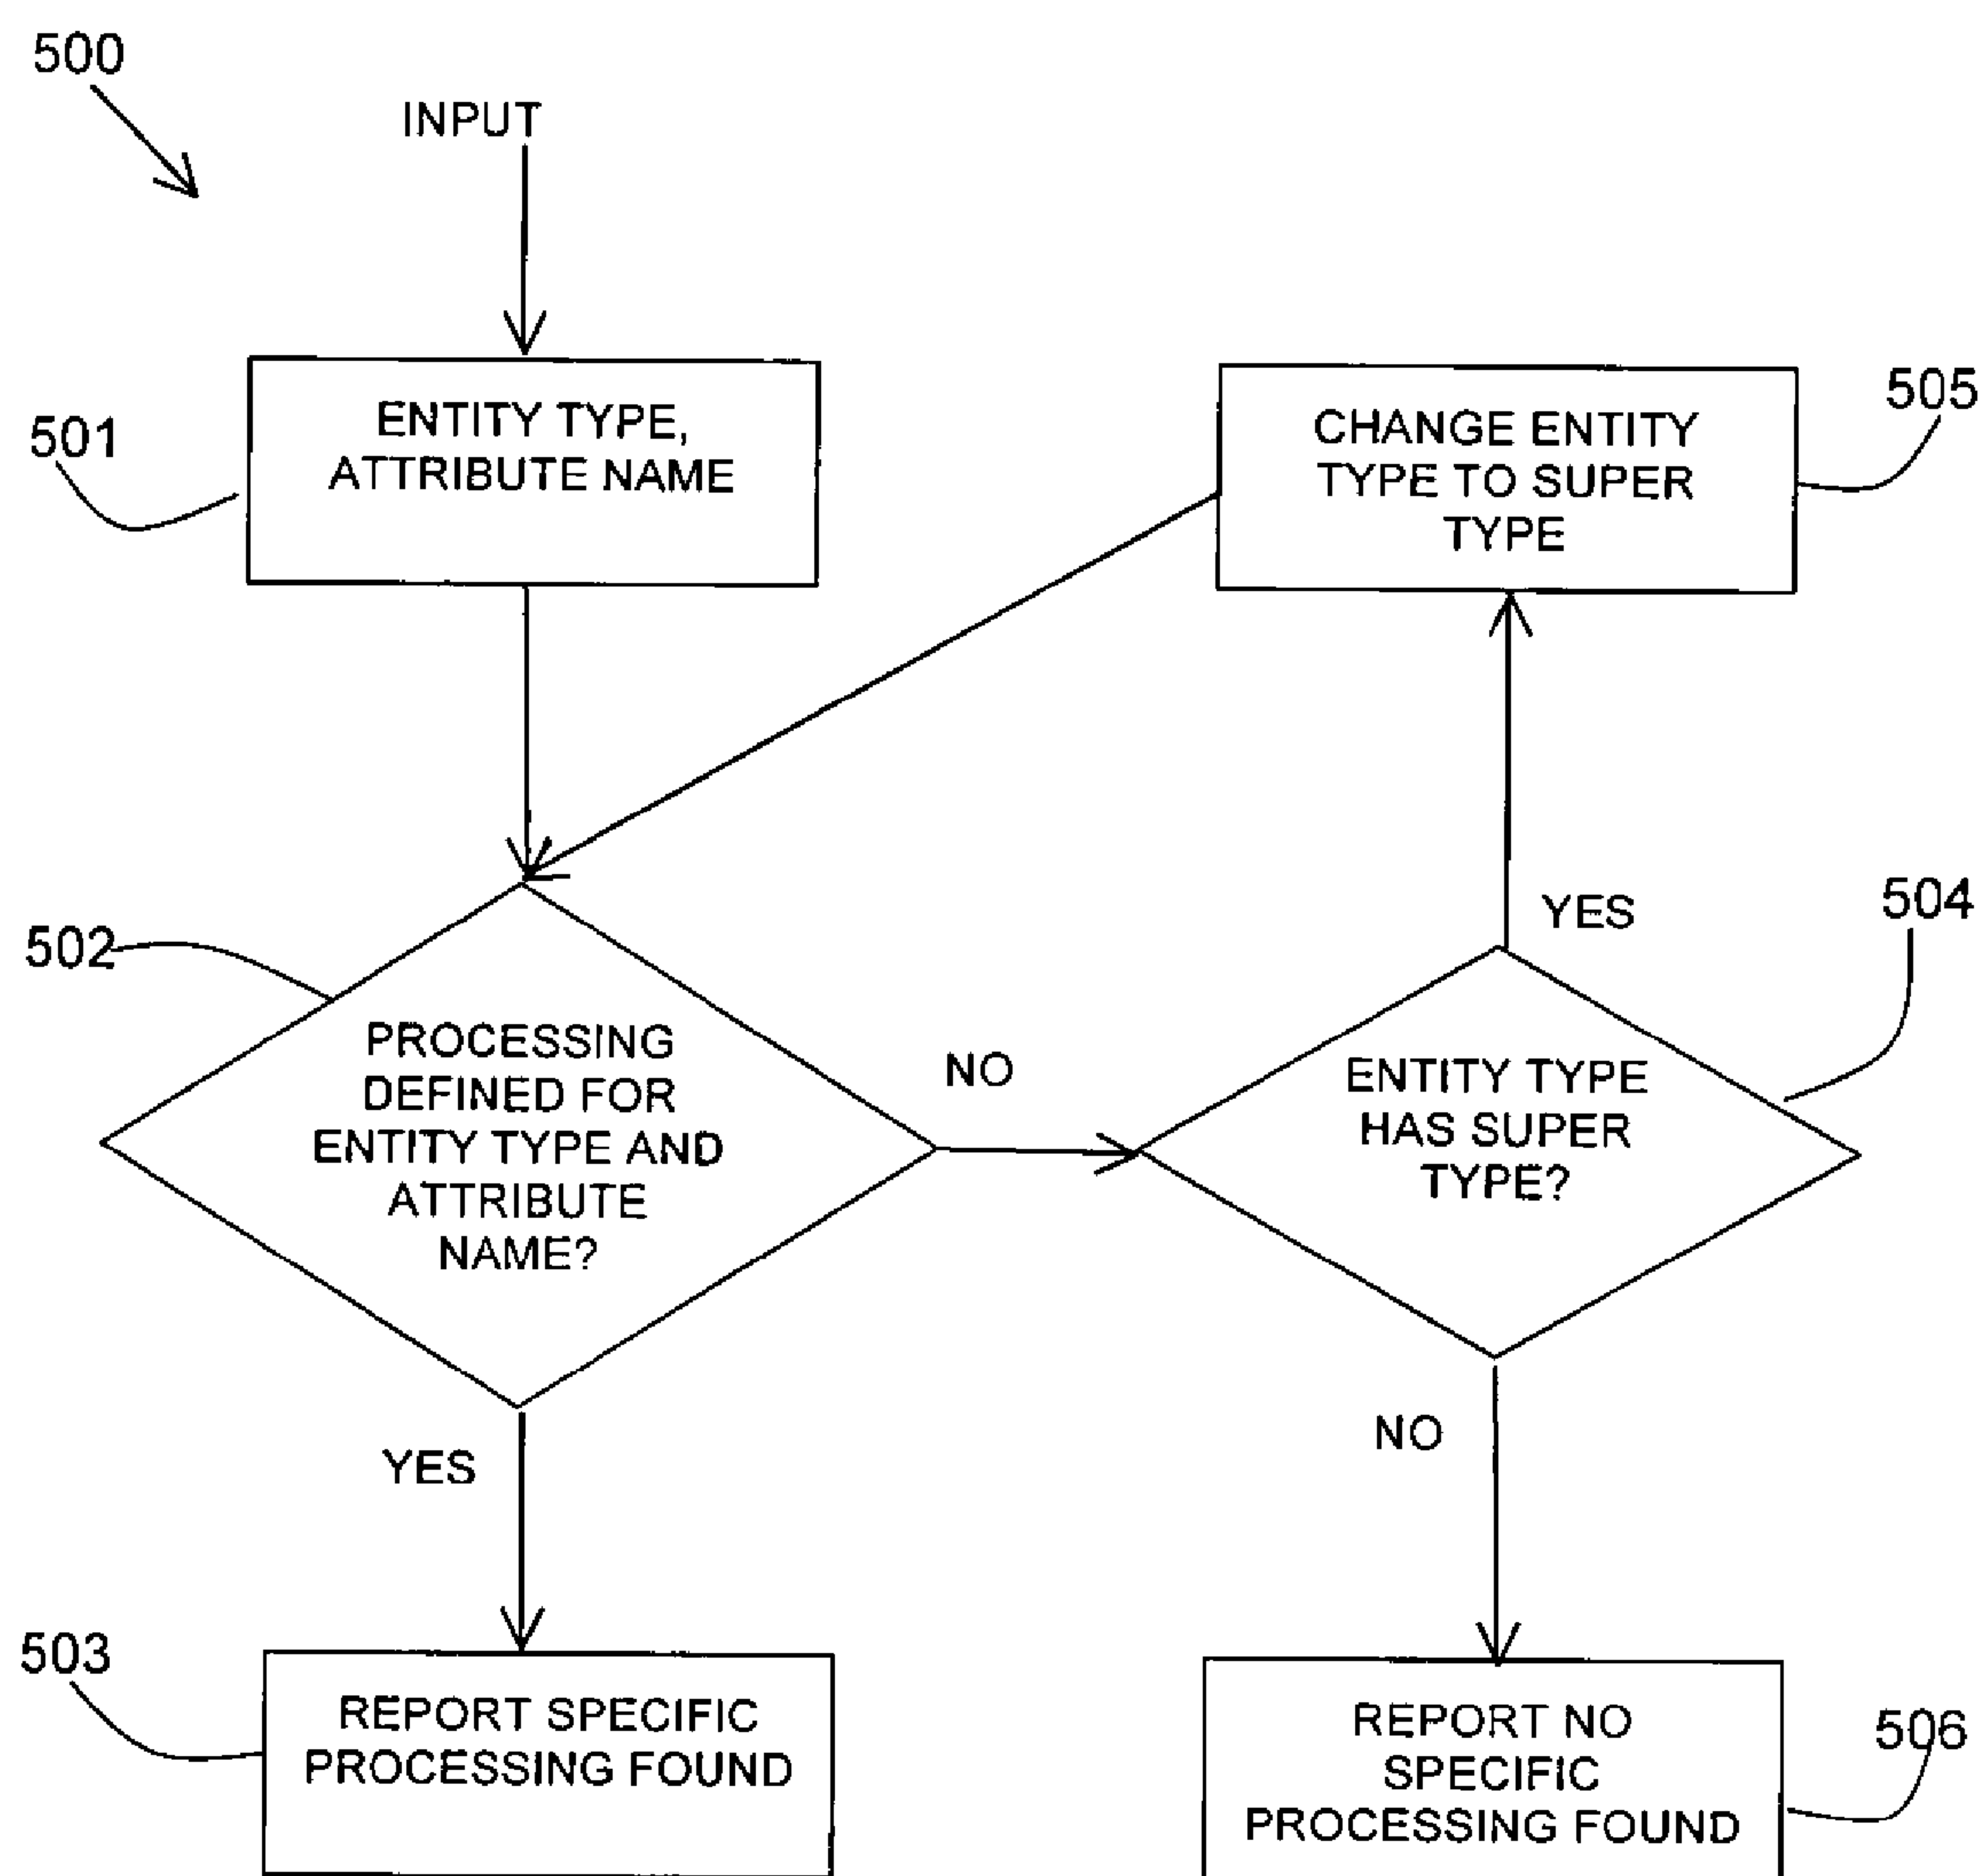 500
INPUT
501
ENTITY TYPE,
ATTRIBUTE NAME
CHANGE ENTITY
TYPE TO SUPER
TYPE
505
502
PROCESSING
DEFINED FOR
ENTITY TYPE AND
ATTRIBUTE
NAME?
NO
YES
504
ENTITY TYPE
HAS SUPER
TYPE?
YES
NO
503
REPORT SPECIFIC
PROCESSING FOUND
REPORT NO
SPECIFIC
PROCESSING FOUND
506